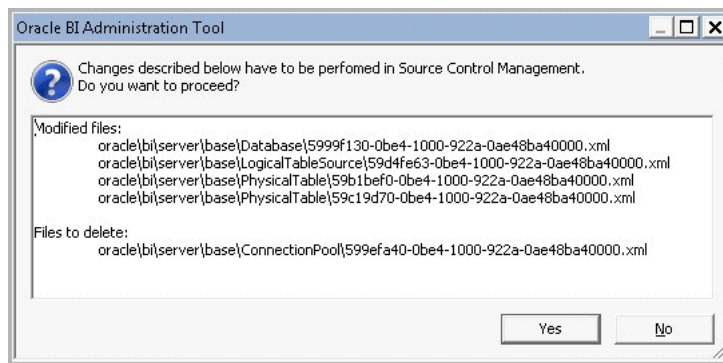 Oracle BI Administration Tool
Changes described below have to be perfomed in Source Control Management.
Do you want to proceed?
Modified files:
oracle\bi\server\base\Database\5999f130-0be4-1000-922a-0ae48ba40000.xml
oracle\bi\server\base\LogicalTableSource\59d4fe63-0be4-1000-922a-0ae48ba40000.xml
oracle\bi\server\base\PhysicalTable\59b1bef0-0be4-1000-922a-0ae48ba40000.xml
oracle\bi\server\base\PhysicalTable\59c19d70-0be4-1000-922a-0ae48ba40000.xml
Files to delete:
oracle\bi\server\base\ConnectionPool\599efa40-0be4-1000-922a-0ae48ba40000.xml
Yes No